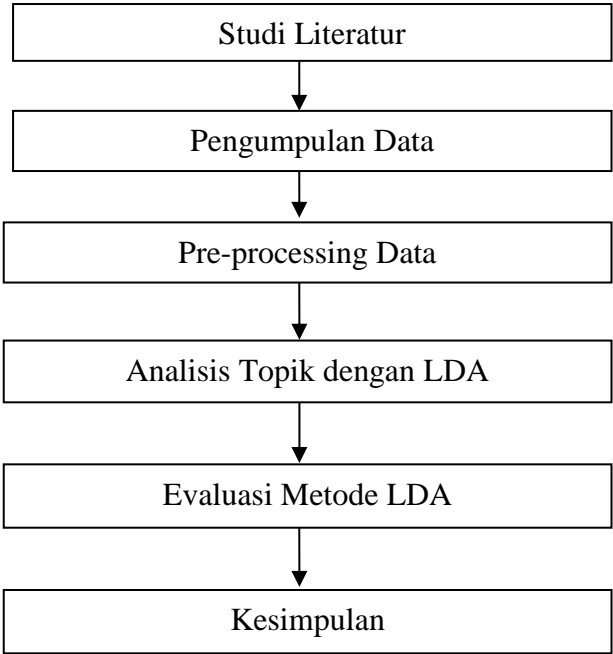 Studi Literatur
Pengumpulan Data
Pre-processing Data
Analisis Topik dengan LDA
Evaluasi Metode LDA
Kesimpulan